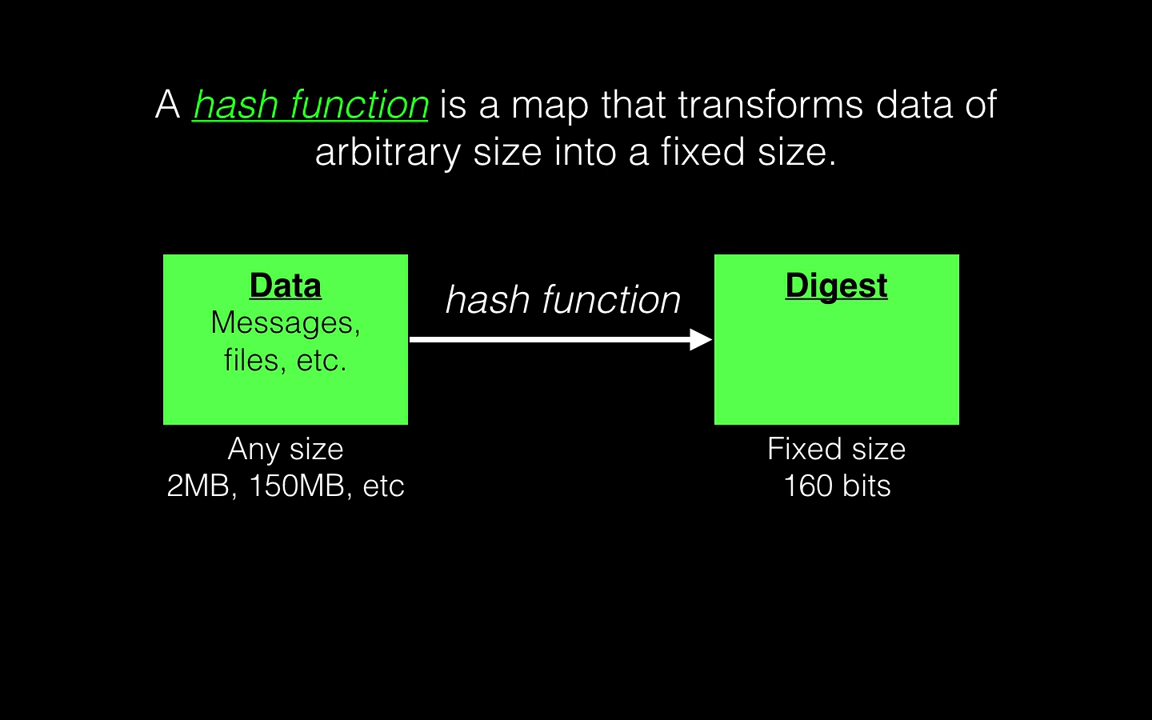 A hash function is a map that transforms data of
arbitrary size into a fixed size.
Data
Messages,
files, etc.
hash function
Digest
Any size
2MB, 150MB, etc
Fixed size
160 bits